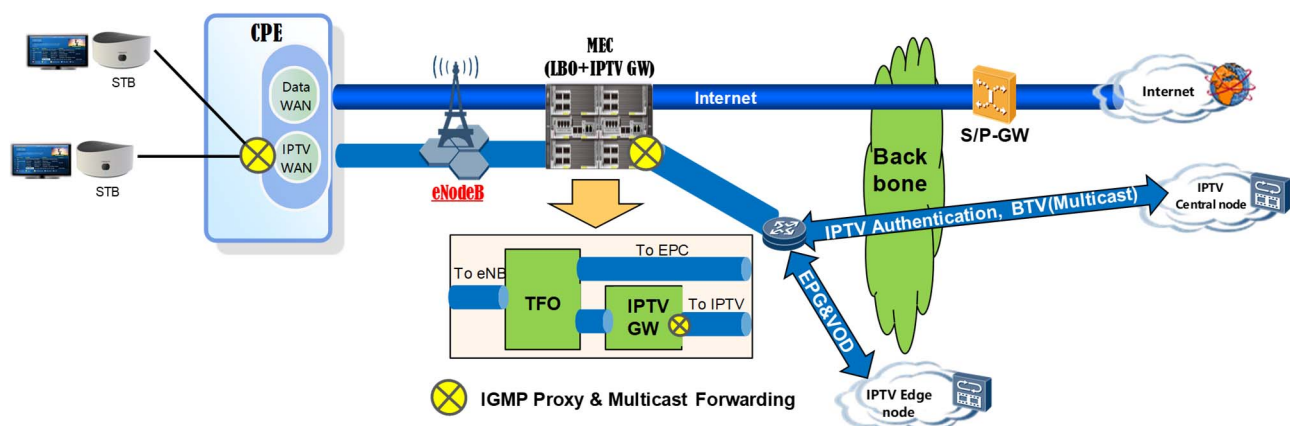 CPE
MEC
(LBO+IPTV GW)
STB
Data
WAN
Internet
S/P-GW
Internet
IPTV
WAN
STB
eNodeB
Back
bone
IPTV Authentication, BTV(Multicast)
IPTV
Central node
EPG&VOD
To eNB
TFO
To EPC
IPTV
GW
To IPTV
IPTV Edge
node
IGMP Proxy & Multicast Forwarding